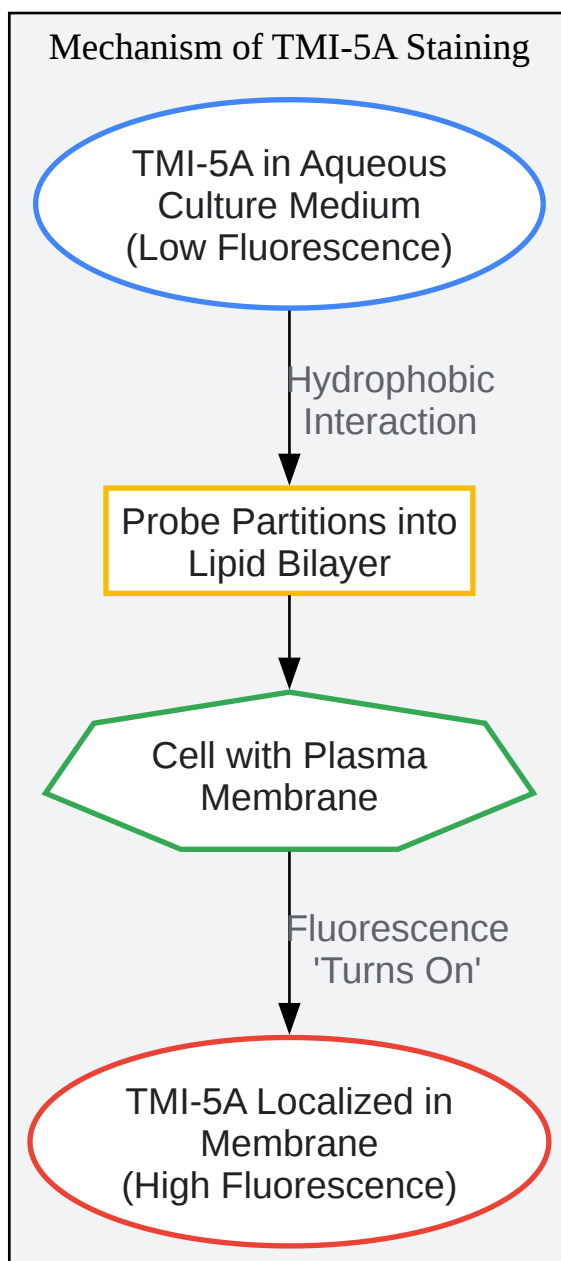 Mechanism of TMI-5A Staining
TMI-5A in Aqueous
Culture Medium
(Low Fluorescence)
Hydrophobic
Interaction
Probe Partitions into
Lipid Bilayer
Cell with Plasma
Membrane
Fluorescence
'Turns On'
TMI-5A Localized in
Membrane
(High Fluorescence)